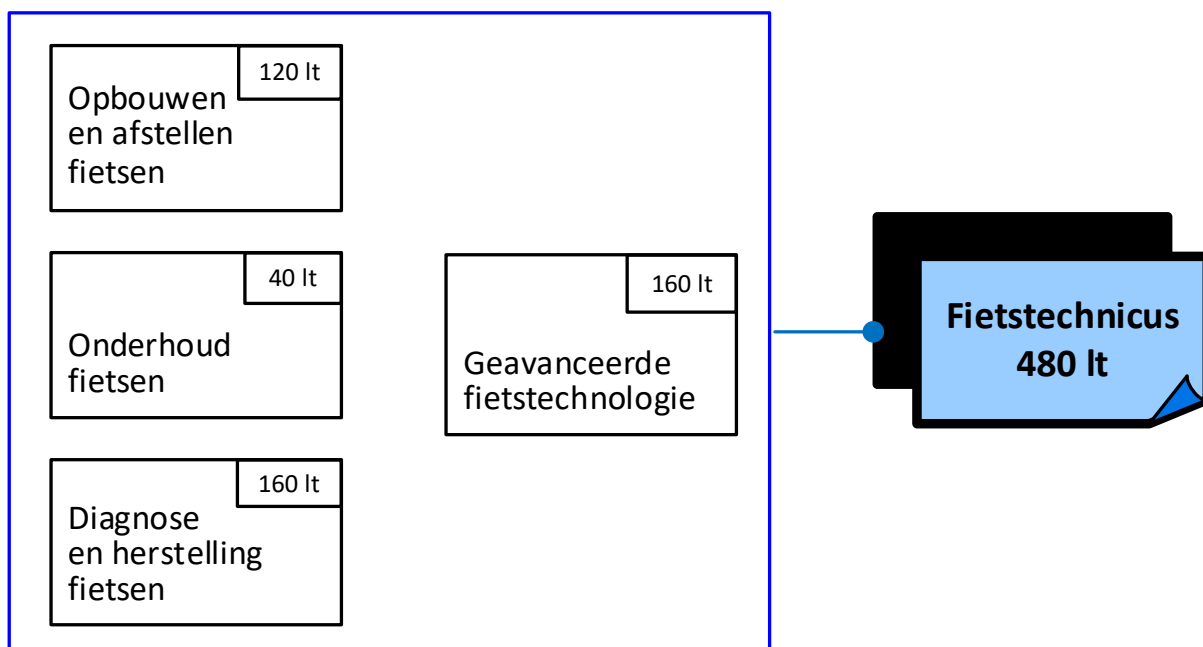 120 lt
Opbouwen
en afstellen
fietsen
40 lt
Onderhoud
fietsen
160 lt
Diagnose
en herstelling
fietsen
160 lt
Geavanceerde
fietstechnologie
Fietstechnicus
480 lt